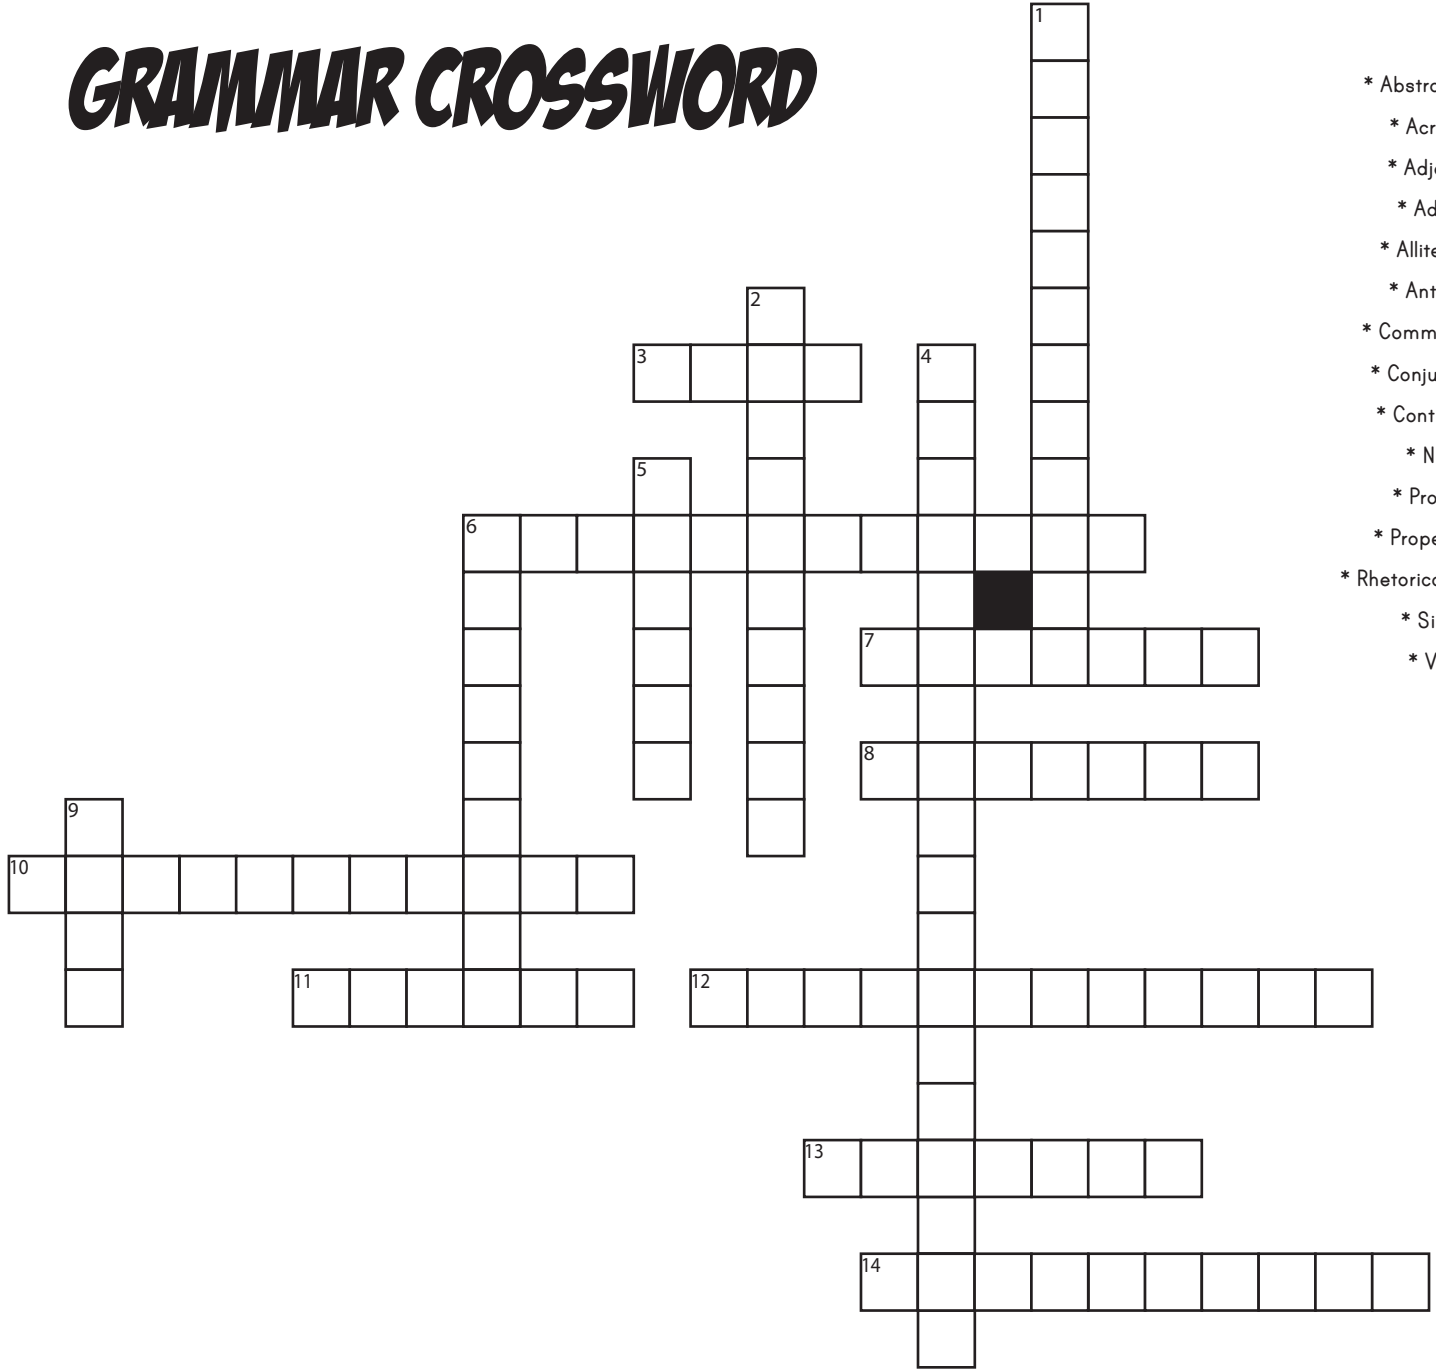 GRAMMAR CROSSWORD
1
2
3
4
5
6
7
8
9
10
11
12
13
14
* Abstra
* Acr
* Adj
* Ad
* Allite
* Ant
* Comm
* Conju
* Cont
* N
* Pro
* Prope
* Rhetoric
* Si
* V